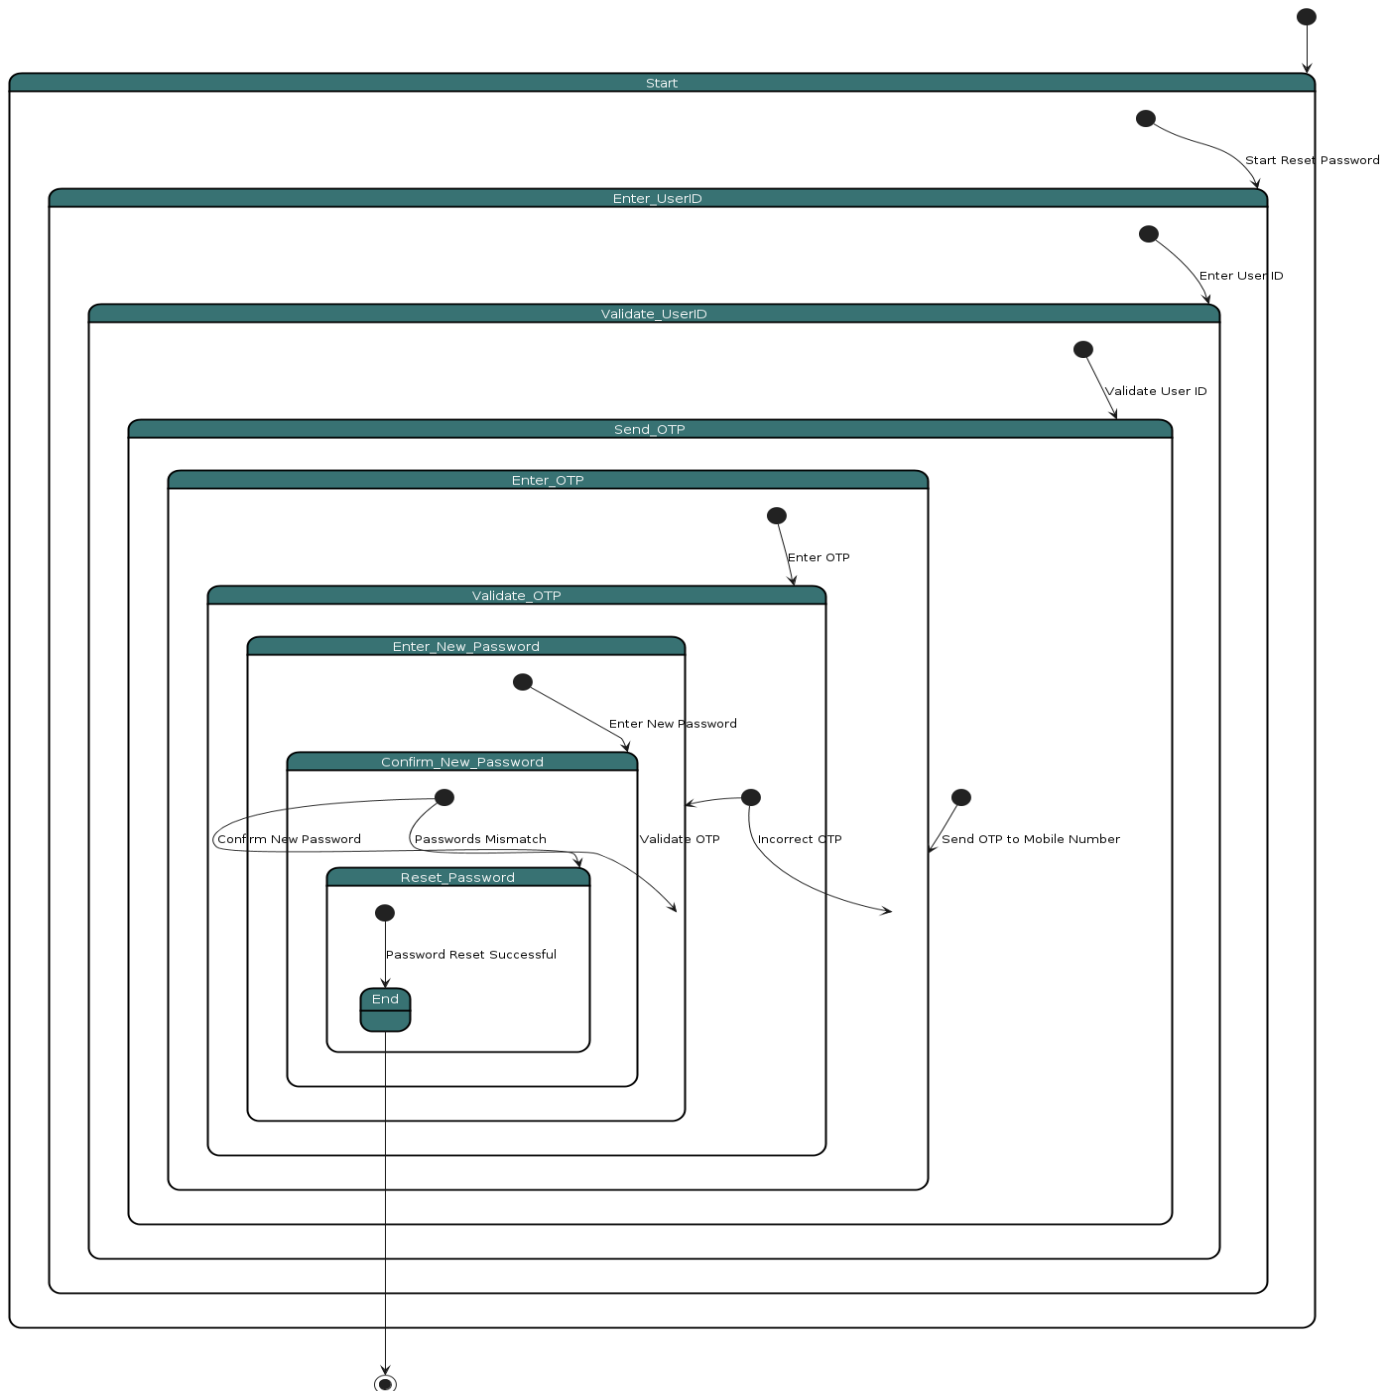 Start
Start Reset Password
Enter_UserID
Enter User ID
Validate_UserID
Validate User ID
Send_OTP
Enter_OTP
Enter OTP
Validate_OTP
Enter_New_Password
Enter New Password
Confirm_New_Password
Confirm New Password
Passwords Mismatch
Validate OTP
Incorrect OTP
Send OTP to Mobile Number
Reset_Password
Password Reset Successful
End